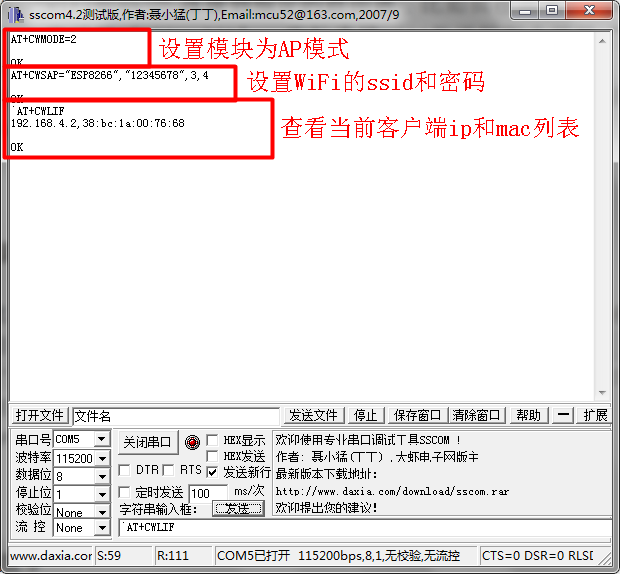 sscom4.2测试版,作者:聂小猛(丁丁),Email:mcu52@163.com,2007/9
AT+CWMODE=2
设置模块为AP模式
OK
AT+CWSAP="ESP8266","12345678",3,4
设置WiFi的ssid和密码
OK
`AT+CWLIF
192.168.4.2,38:bc:1a:00:76:68
查看当前客户端ip和mac列表
OK
打开文件 文件名 发送文件 停止 保存窗口 清除窗口 帮助 — 扩展
串口号 COM5 关闭串口 HEX显示 欢迎使用专业串口调试工具SSCOM !
波特率 115200 HEX发送 作者: 聂小猛(丁丁),大虾电子网版主
数据位 8 DTR RTS 发送新行 最新版本下载地址:
停止位 1 定时发送 100 ms/次 http://www.daxia.com/download/sscom.rar
校验位 None 字符串输入框: 发送 欢迎提出您的建议!
流 控 None `AT+CWLIF
www.daxia.com S:59 R:111 COM5已打开 115200bps,8,1,无校验,无流控 CTS=0 DSR=0 RLSD